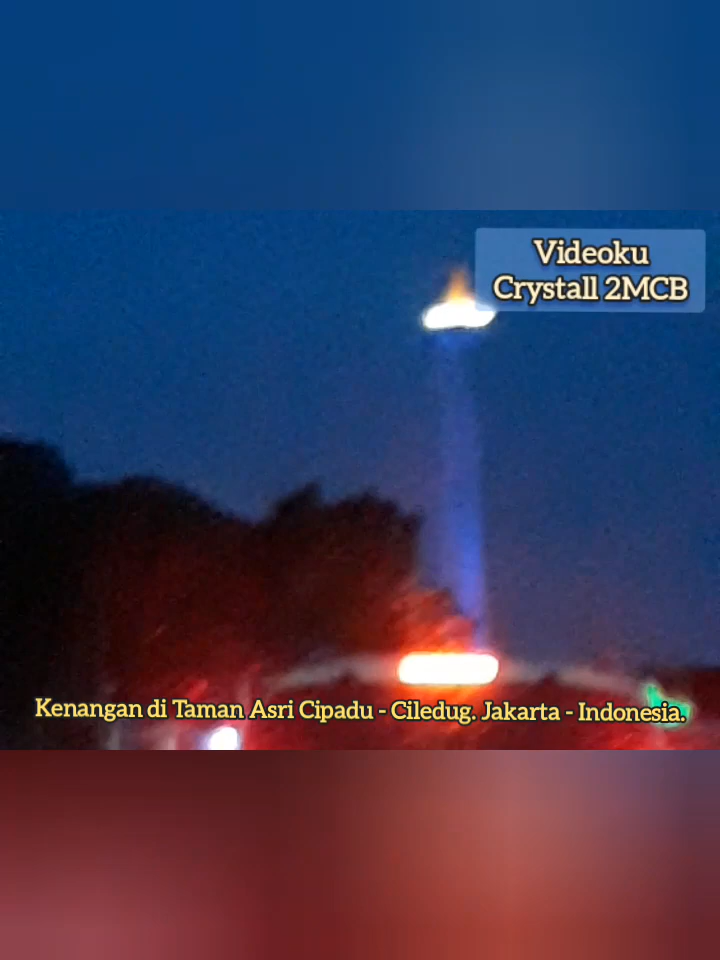 Videoku
Crystall 2MCB
Kenangan di Taman Asri Cipadu - Ciledug. Jakarta - Indonesia.